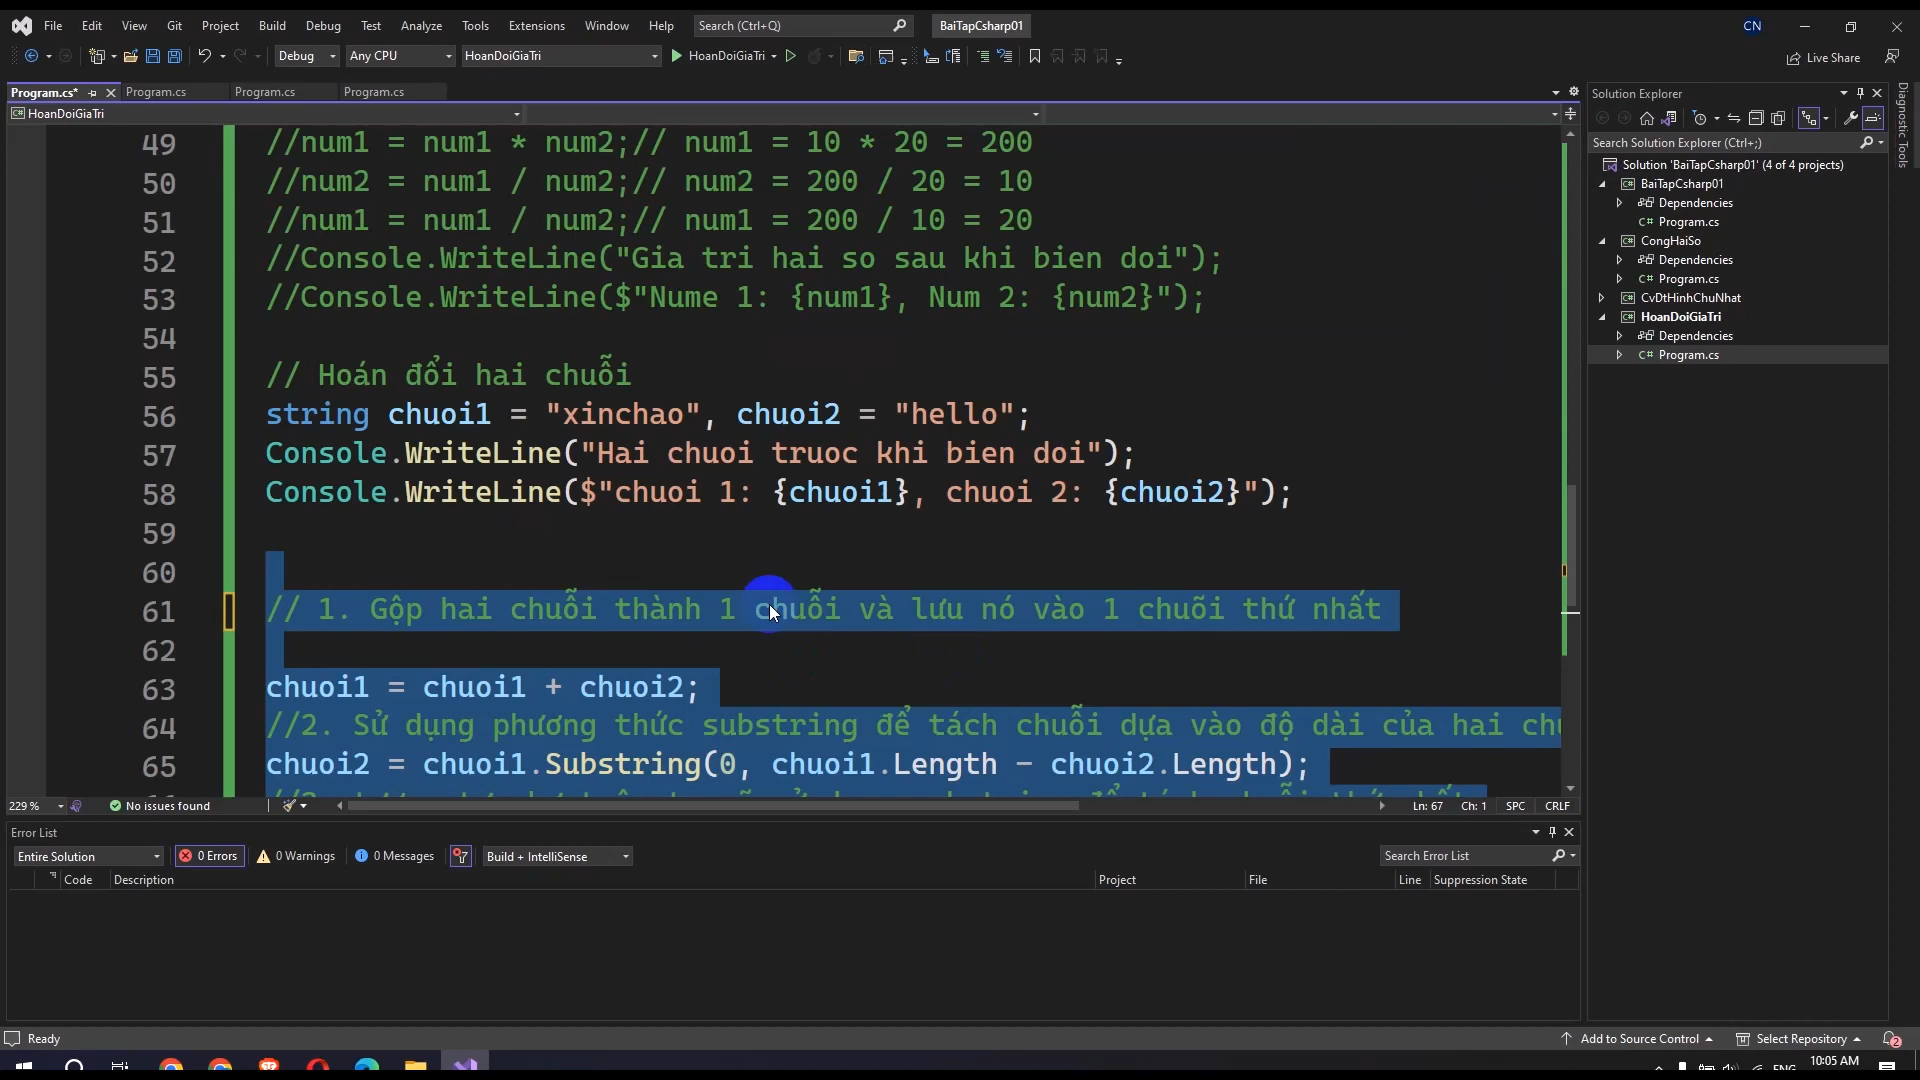 File Edit View Git Project Build Debug Test Analyze Tools Extensions Window Help Search (Ctrl+Q) BaiTapCsharp01 CN
Debug Any CPU HoanDoiGiaTri HoanDoiGiaTri Live Share
Program.cs* Program.cs Program.cs Program.cs
HoanDoiGiaTri
49 //num1 = num1 * num2;// num1 = 10 * 20 = 200
50 //num2 = num1 / num2;// num2 = 200 / 20 = 10
51 //num1 = num1 / num2;// num1 = 200 / 10 = 20
52 //Console.WriteLine("Gia tri hai so sau khi bien doi");
53 //Console.WriteLine($"Nume 1: {num1}, Num 2: {num2}");
54
55 // Hoán đổi hai chuỗi
56 string chuoi1 = "xinchao", chuoi2 = "hello";
57 Console.WriteLine("Hai chuoi truoc khi bien doi");
58 Console.WriteLine($"chuoi 1: {chuoi1}, chuoi 2: {chuoi2}");
59
60
61 // 1. Gộp hai chuỗi thành 1 chuỗi và lưu nó vào 1 chuõi thứ nhất
62
63 chuoi1 = chuoi1 + chuoi2;
64 //2. Sử dụng phương thức substring để tách chuỗi dựa vào độ dài của hai
65 chuoi2 = chuoi1.Substring(0, chuoi1.Length - chuoi2.Length);
229 % No issues found Ln: 67 Ch: 1 SPC CRLF
Error List
Entire Solution 0 Errors 0 Warnings 0 Messages Build + IntelliSense Search Error List
Code Description Project File Line Suppression State
Solution Explorer
Search Solution Explorer (Ctrl+;)
Solution 'BaiTapCsharp01' (4 of 4 projects)
BaiTapCsharp01
Dependencies
C# Program.cs
CongHaiSo
Dependencies
C# Program.cs
CvDtHinhChuNhat
HoanDoiGiaTri
Dependencies
C# Program.cs
Diagnostic Tools
Ready Add to Source Control Select Repository 2
10:05 AM
ENG